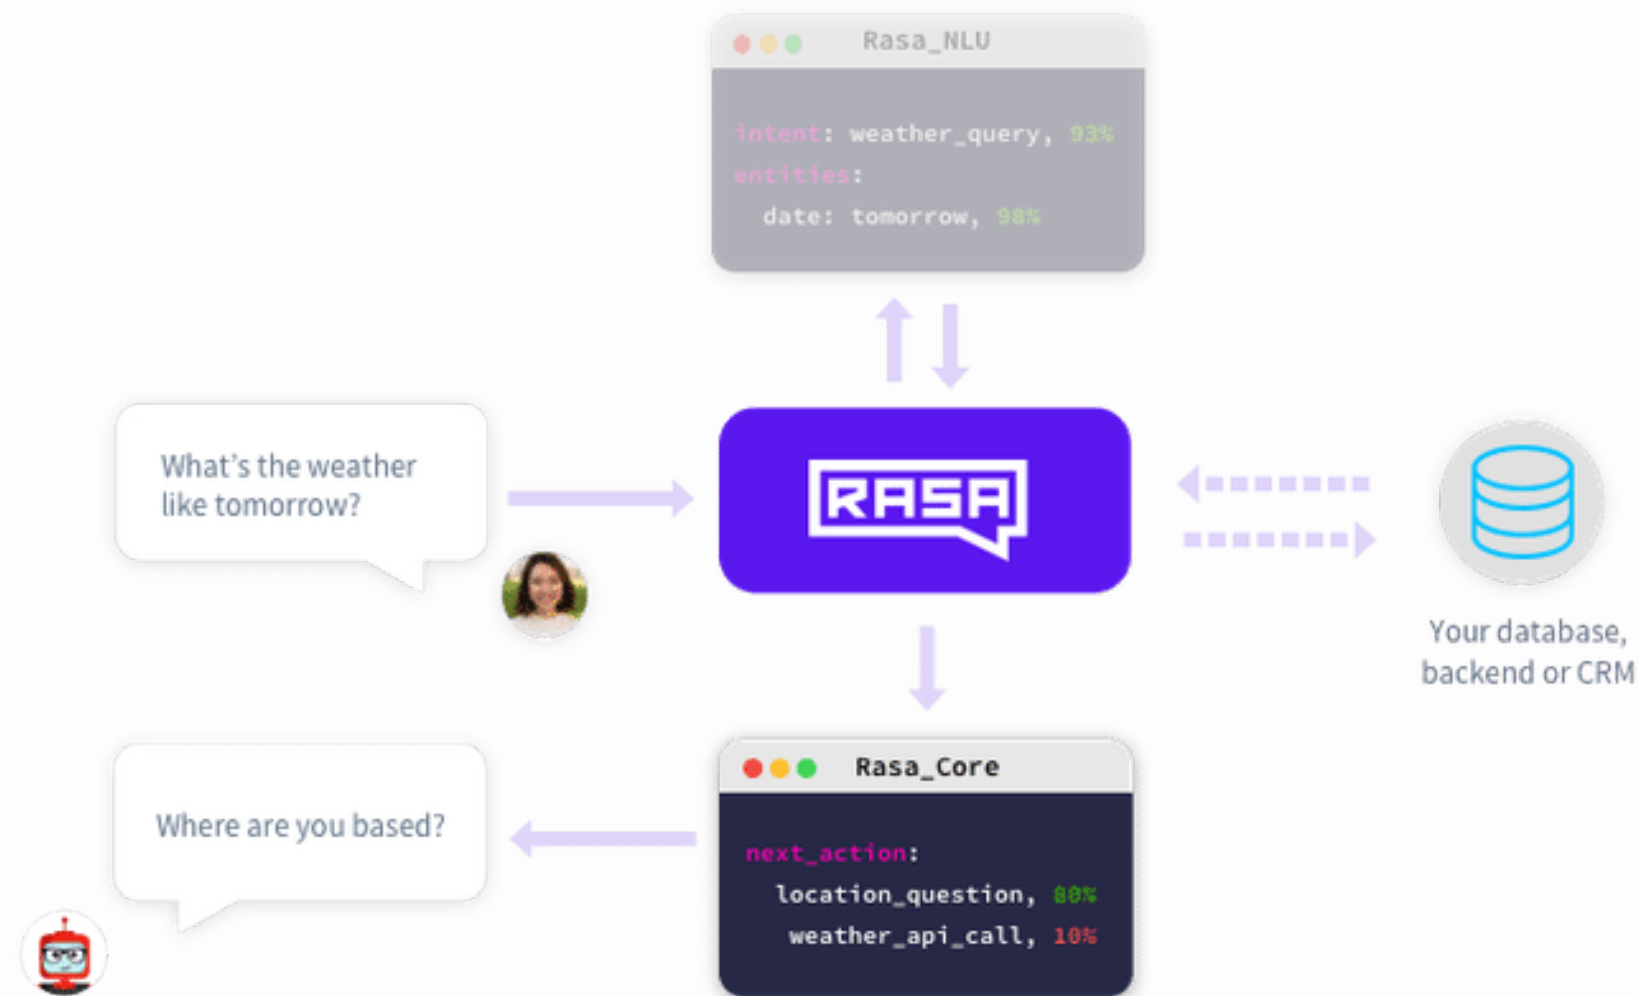 Rasa_NLU
intent: weather_query, 93%
entities:
date: tomorrow, 98%
What's the weather
like tomorrow?
RASA
Your database,
backend or CRM
Rasa_Core
Where are you based?
next_action:
location_question,
weather_api_call, 10%